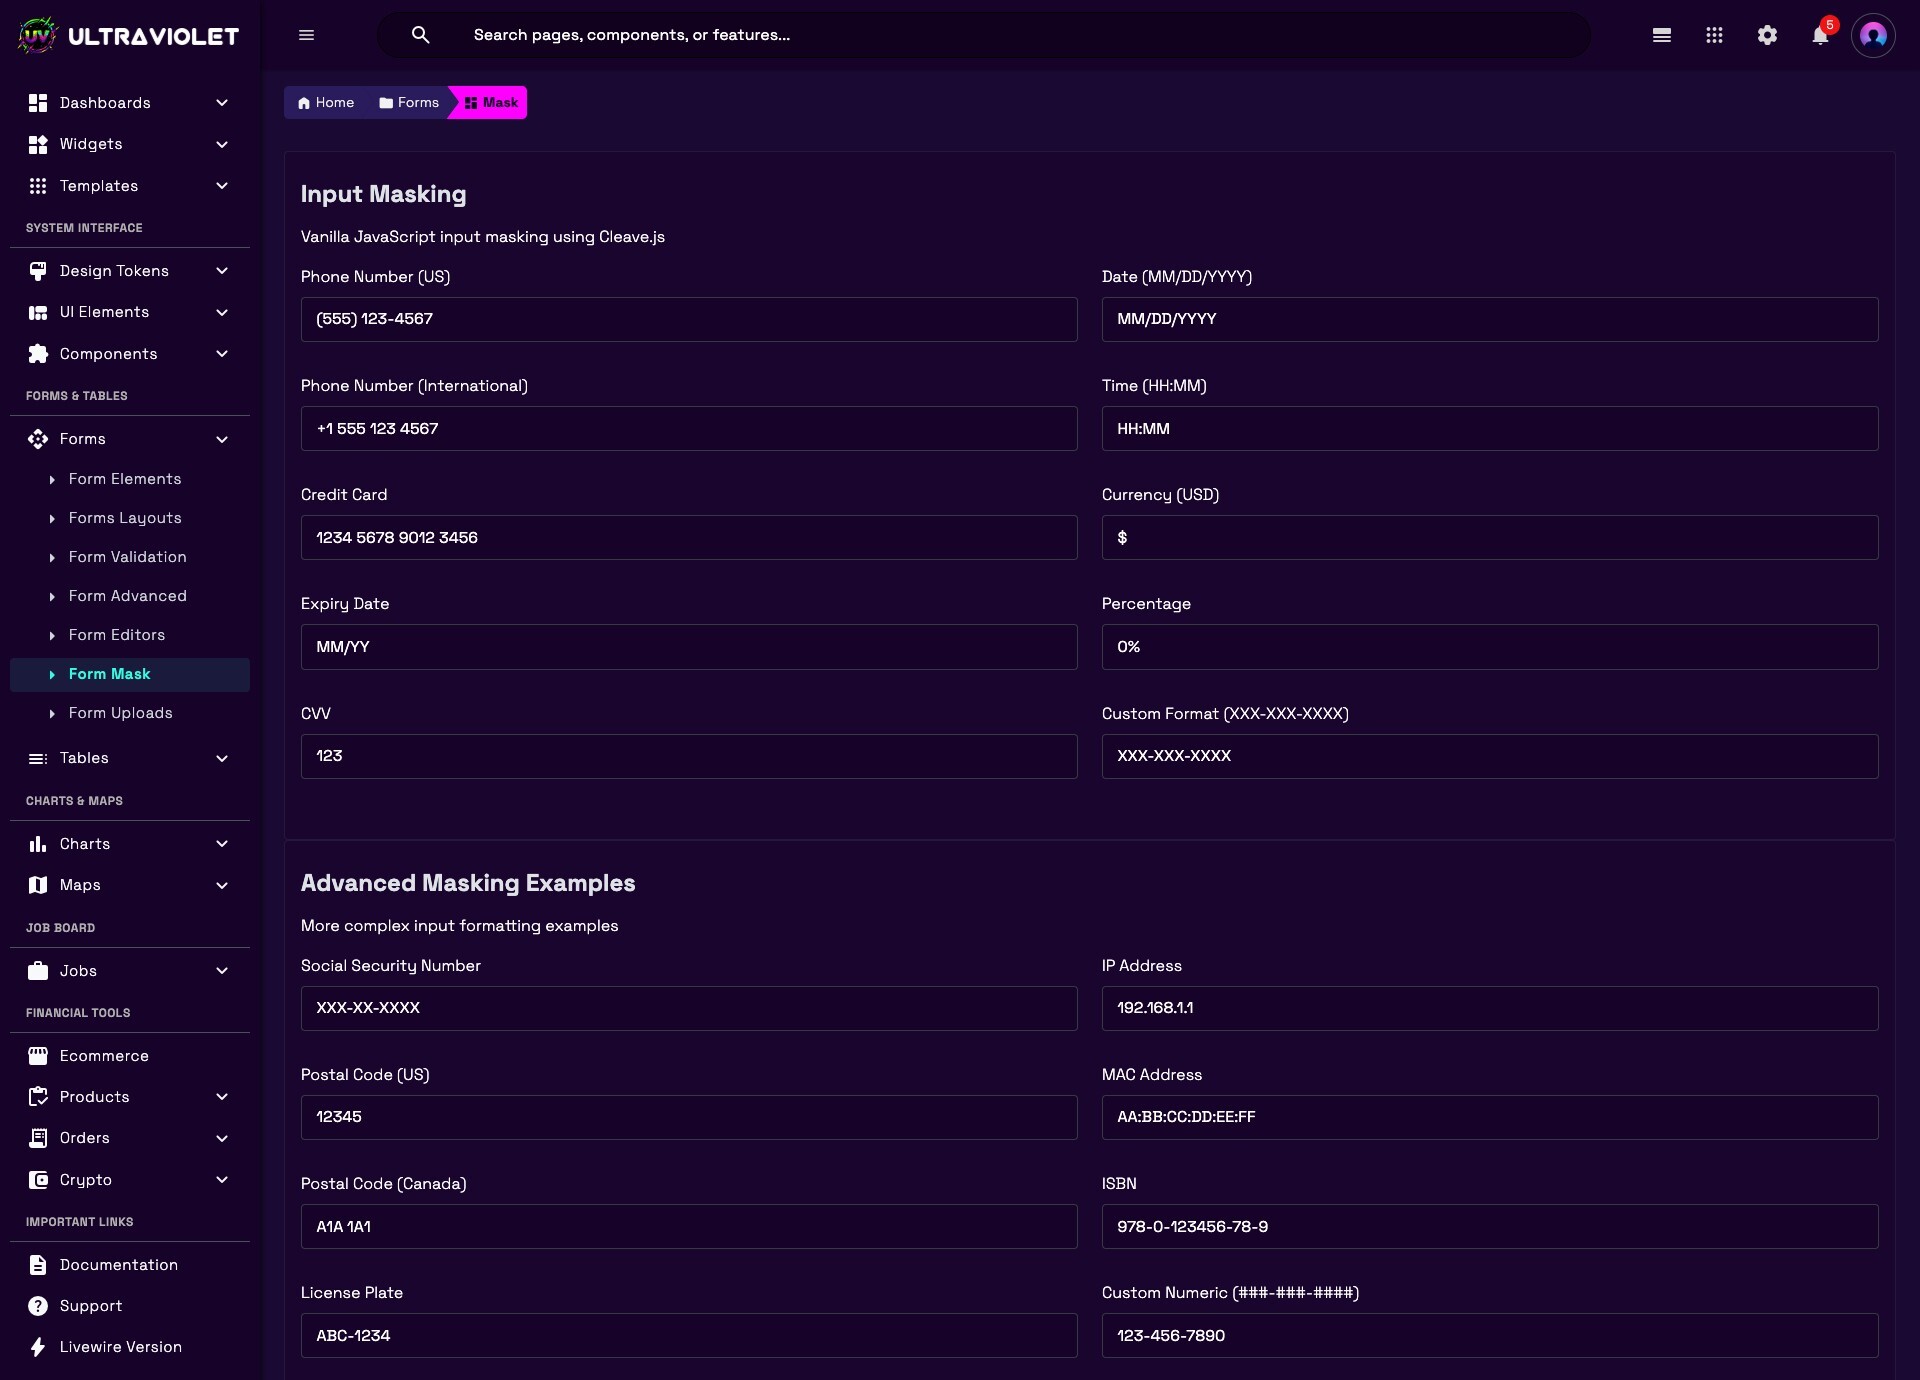 ULTRAVIOLET
Search pages, components, or features...
5
Dashboards
Widgets
Templates
SYSTEM INTERFACE
Design Tokens
UI Elements
Components
FORMS & TABLES
Forms
Form Elements
Forms Layouts
Form Validation
Form Advanced
Form Editors
Form Mask
Form Uploads
Tables
CHARTS & MAPS
Charts
Maps
JOB BOARD
Jobs
FINANCIAL TOOLS
Ecommerce
Products
Orders
Crypto
IMPORTANT LINKS
Documentation
Support
Livewire Version
Home Forms Mask
Input Masking
Vanilla JavaScript input masking using Cleave.js
Phone Number (US)
(555) 123-4567
Date (MM/DD/YYYY)
MM/DD/YYYY
Phone Number (International)
+1 555 123 4567
Time (HH:MM)
HH:MM
Credit Card
1234 5678 9012 3456
Currency (USD)
$
Expiry Date
MM/YY
Percentage
0%
CVV
123
Custom Format (XXX-XXX-XXXX)
XXX-XXX-XXXX
Advanced Masking Examples
More complex input formatting examples
Social Security Number
XXX-XX-XXXX
IP Address
192.168.1.1
Postal Code (US)
12345
MAC Address
AA:BB:CC:DD:EE:FF
Postal Code (Canada)
A1A 1A1
ISBN
978-0-123456-78-9
License Plate
ABC-1234
Custom Numeric (###-###-####)
123-456-7890